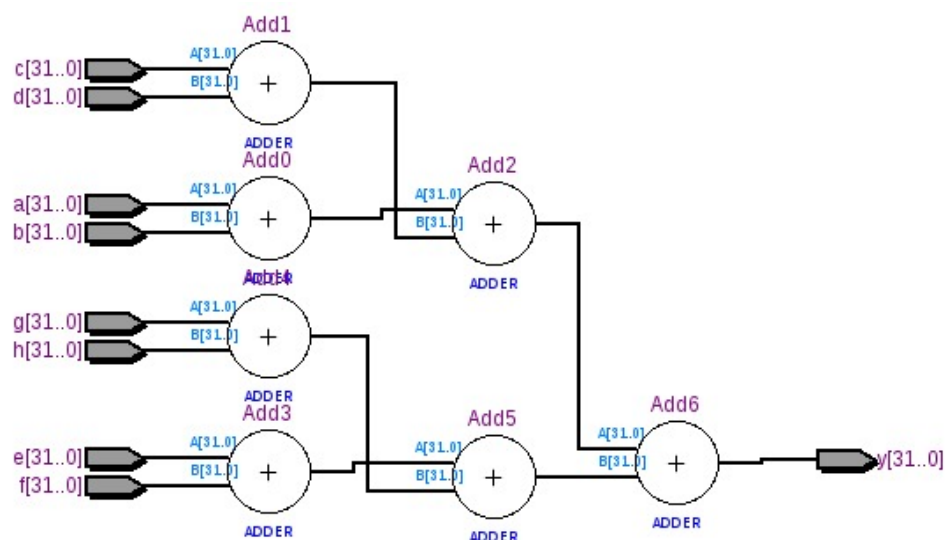 Add1
c[31..0]
A[31..0]
d[31..0]
B[31..0]
ADDER
Add0
a[31..0]
A[31..0]
b[31..0]
B[31..0]
ADDER
Add2
A[31..0]
B[31..0]
ADDER
Add4
g[31..0]
A[31..0]
h[31..0]
B[31..0]
ADDER
Add3
e[31..0]
A[31..0]
f[31..0]
B[31..0]
ADDER
Add5
A[31..0]
B[31..0]
ADDER
Add6
A[31..0]
B[31..0]
ADDER
y[31..0]